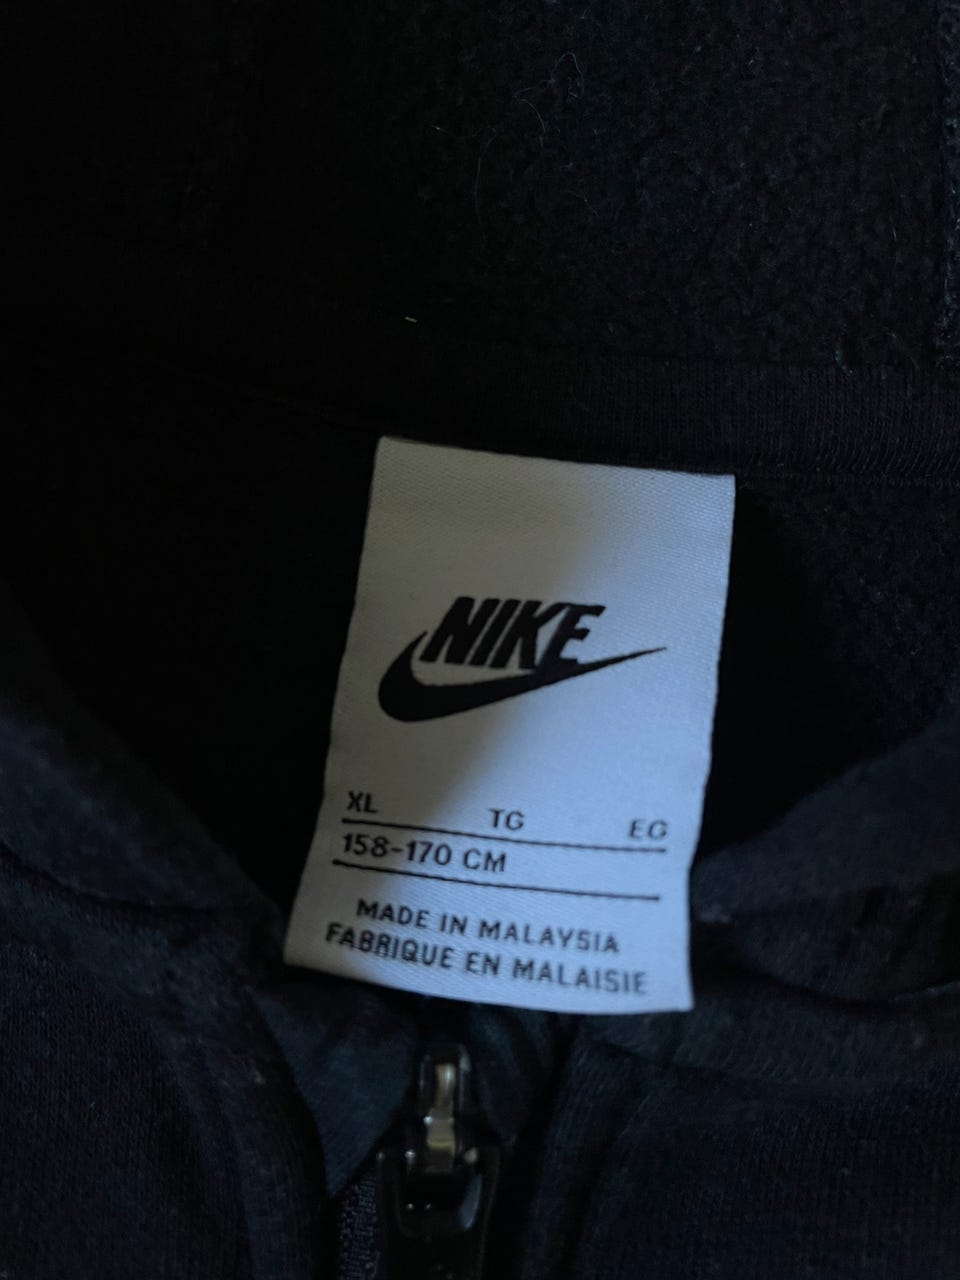 NIKE
XL TG EG
158-170 CM
MADE IN MALAYSIA
FABRIQUE EN MALAISIE